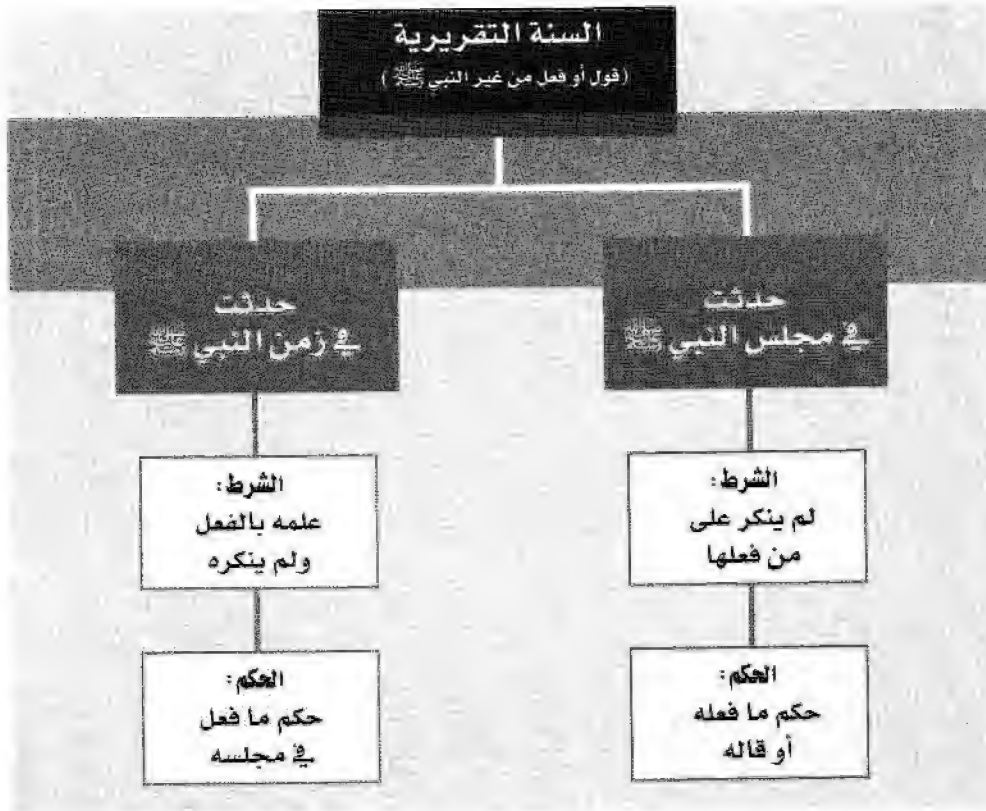 السنة التقريرية
(قول أو فعل من غير النبي ﷺ)
حدثت
في مجلس النبي ﷺ
الشرط:
لم ينكر على
من فعلها
الحكم:
حكم ما فعله
أو قاله
حدثت
في زمن النبي ﷺ
الشرط:
علمه بالفعل
ولم ينكره
الحكم:
حكم ما فعل
في مجلسه